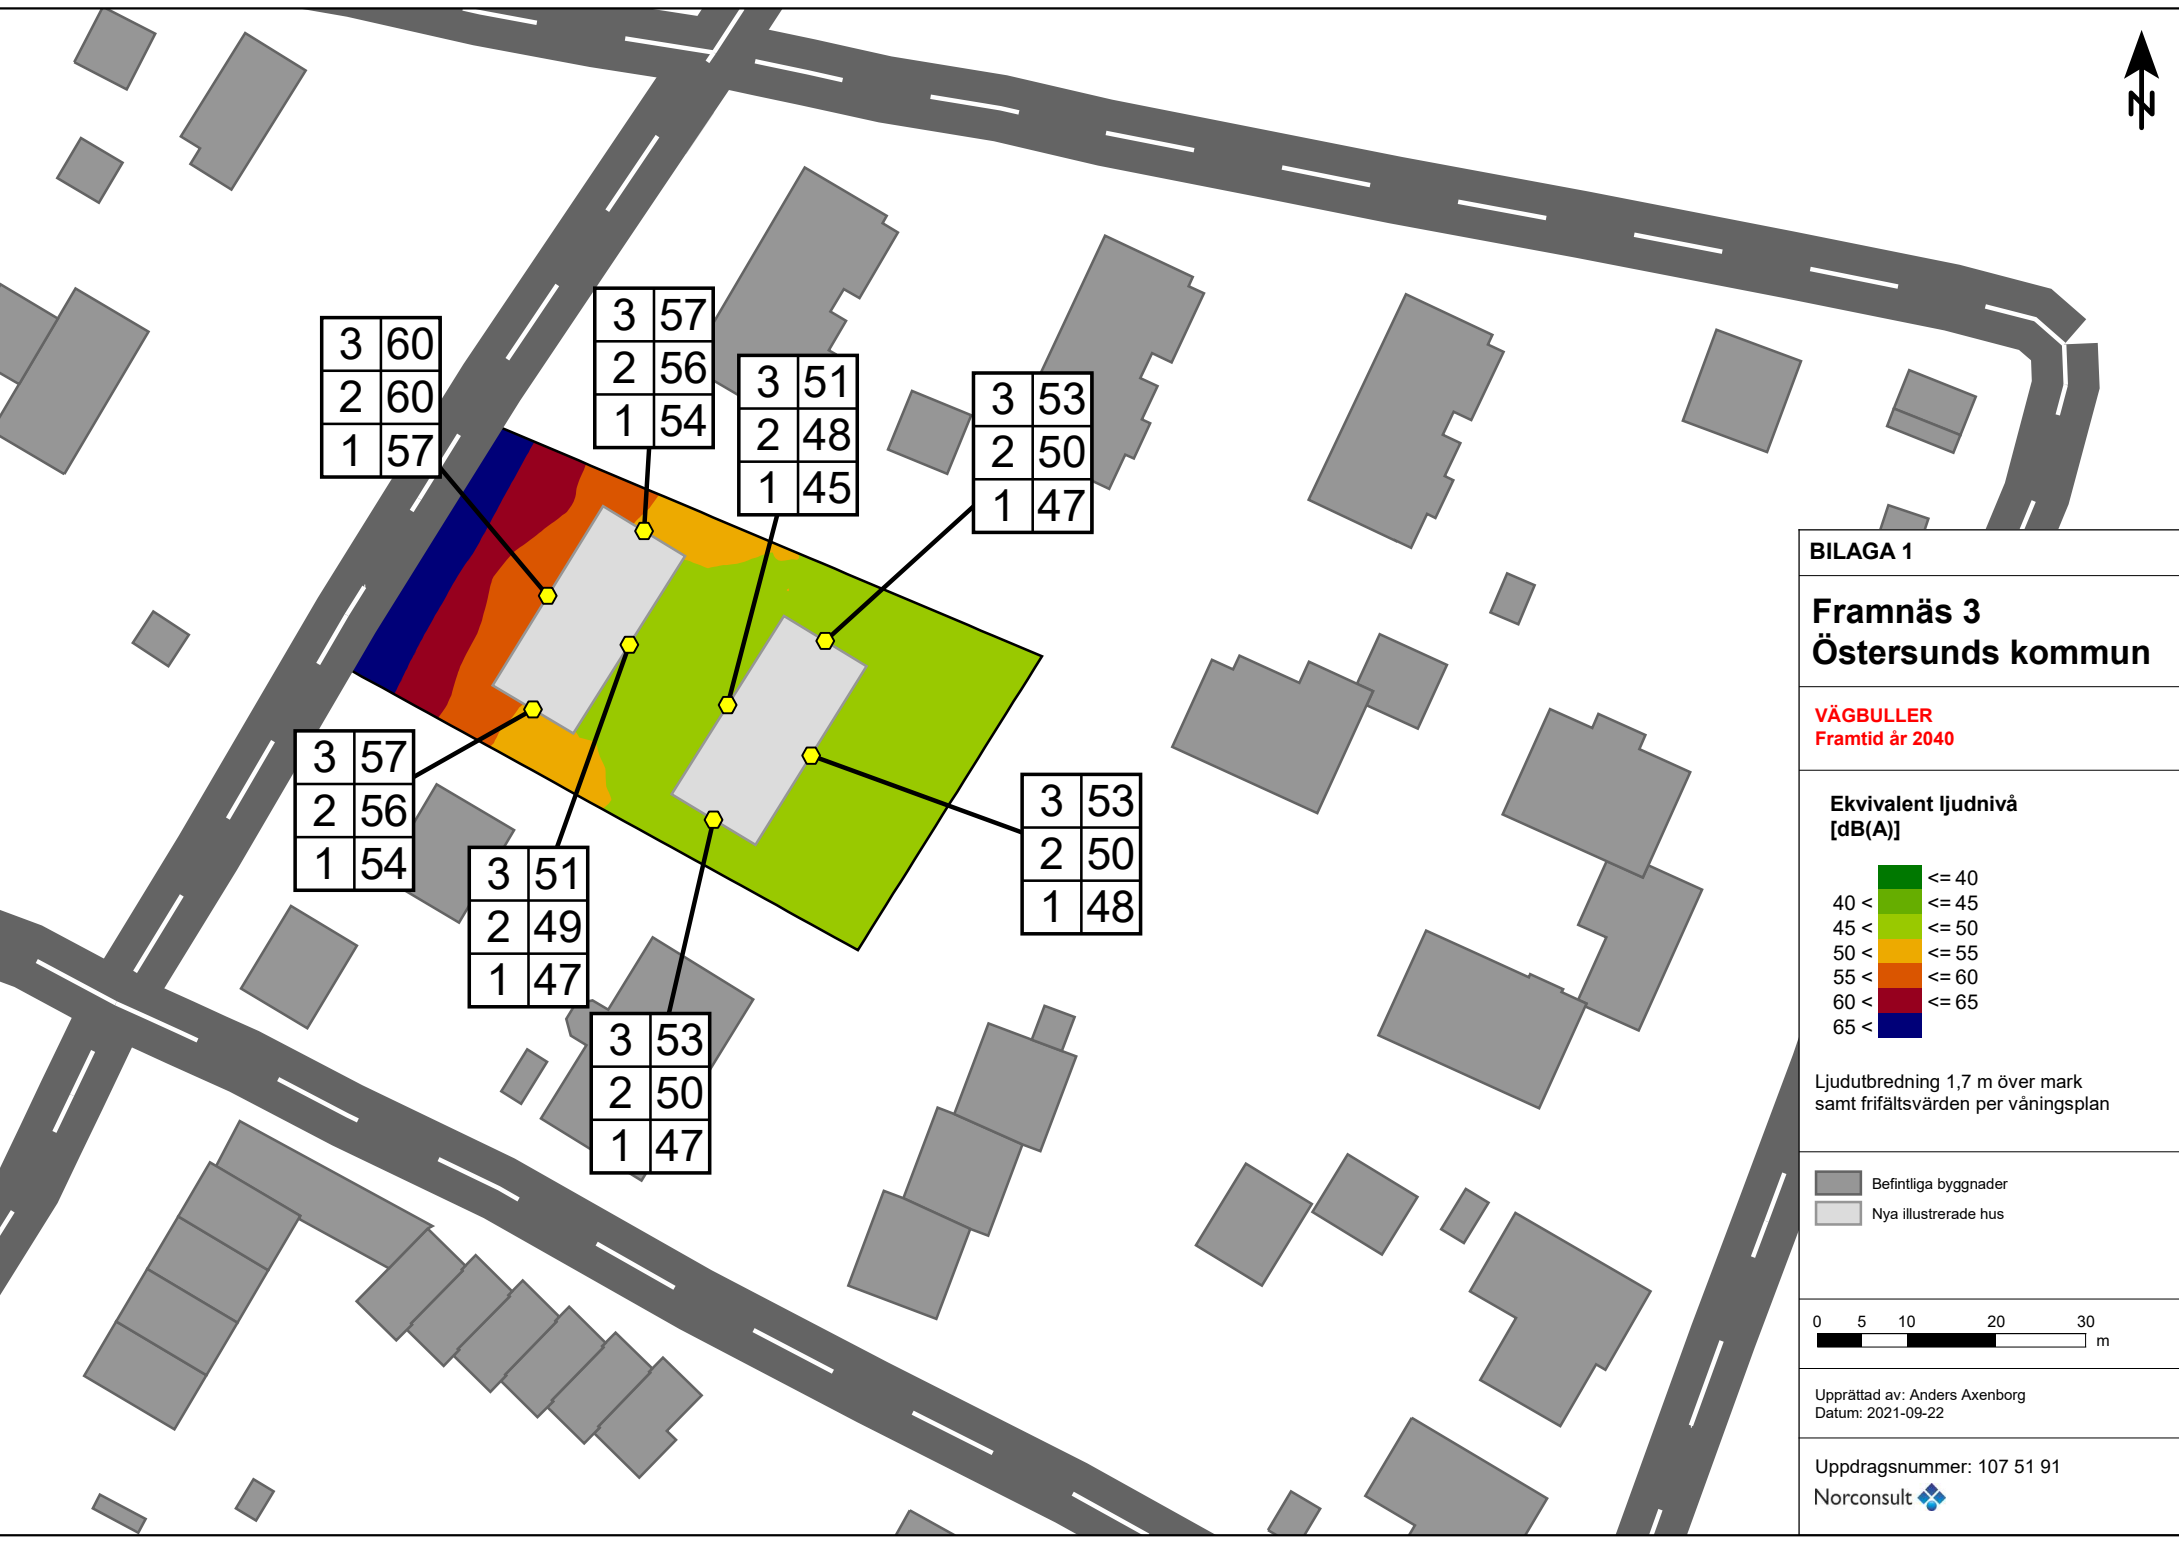 N
3 60
2 60
1 57
3 57
2 56
1 54
3 51
2 48
1 45
3 53
2 50
1 47
3 57
2 56
1 54
3 51
2 49
1 47
3 53
2 50
1 47
3 53
2 50
1 48
BILAGA 1
Framnäs 3
Östersunds kommun
VÄGBULLER
Framtid år 2040
Ekvivalent ljudnivå
[dB(A)]
<= 40
40 < <= 45
45 < <= 50
50 < <= 55
55 < <= 60
60 < <= 65
65 <
Ljudutbredning 1,7 m över mark
samt frifältsvärden per våningsplan
Befintliga byggnader
Nya illustrerade hus
0 5 10 20 30
m
Upprättad av: Anders Axenborg
Datum: 2021-09-22
Uppdragsnummer: 107 51 91
Norconsult